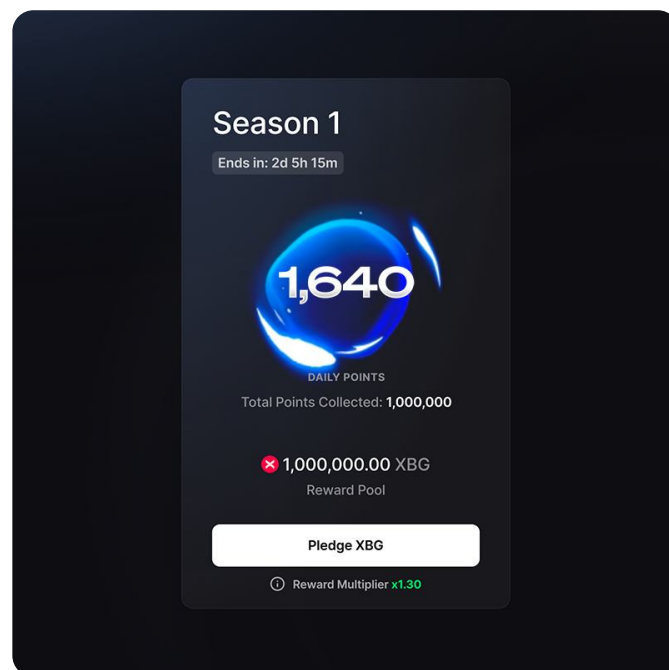 Season 1
Ends in: 2d 5h 15m
1,640
DAILY POINTS
Total Points Collected: 1,000,000
1,000,000.00 XBG
Reward Pool
Pledge XBG
Reward Multiplier x1.30